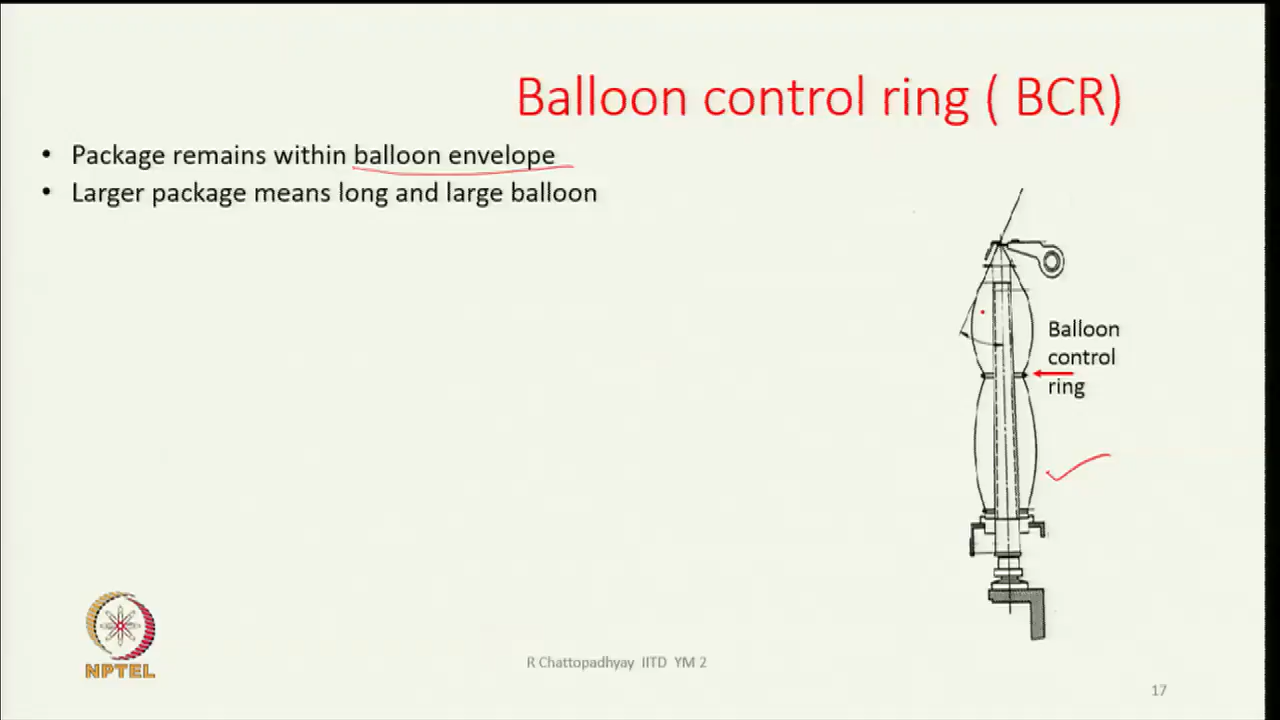 Balloon control ring ( BCR)
• Package remains within balloon envelope
• Larger package means long and large balloon
Balloon
control
ring
NPTEL
R Chattopadhyay IITD YM 2
17